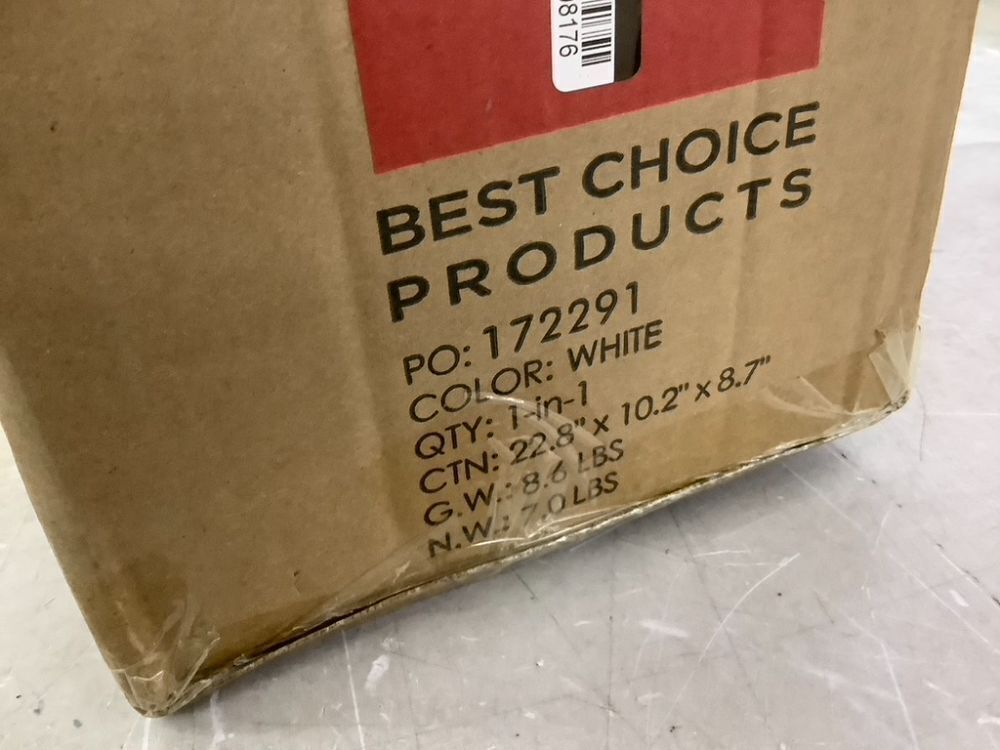 08176
BEST CHOICE
PRODUCTS
PO: 172291
COLOR: WHITE
QTY: 1-in-1
CTN: 22.8" x 10.2" x 8.7"
G.W.: 8.6 LBS
N.W.: 7.0 LBS